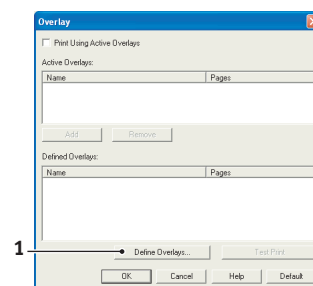 Overlay
Print Using Active Overlays
Active Overlays:
Name Pages
Add Remove
Defined Overlays:
Name Pages
1 Define Overlays... Test Print
OK Cancel Help Default